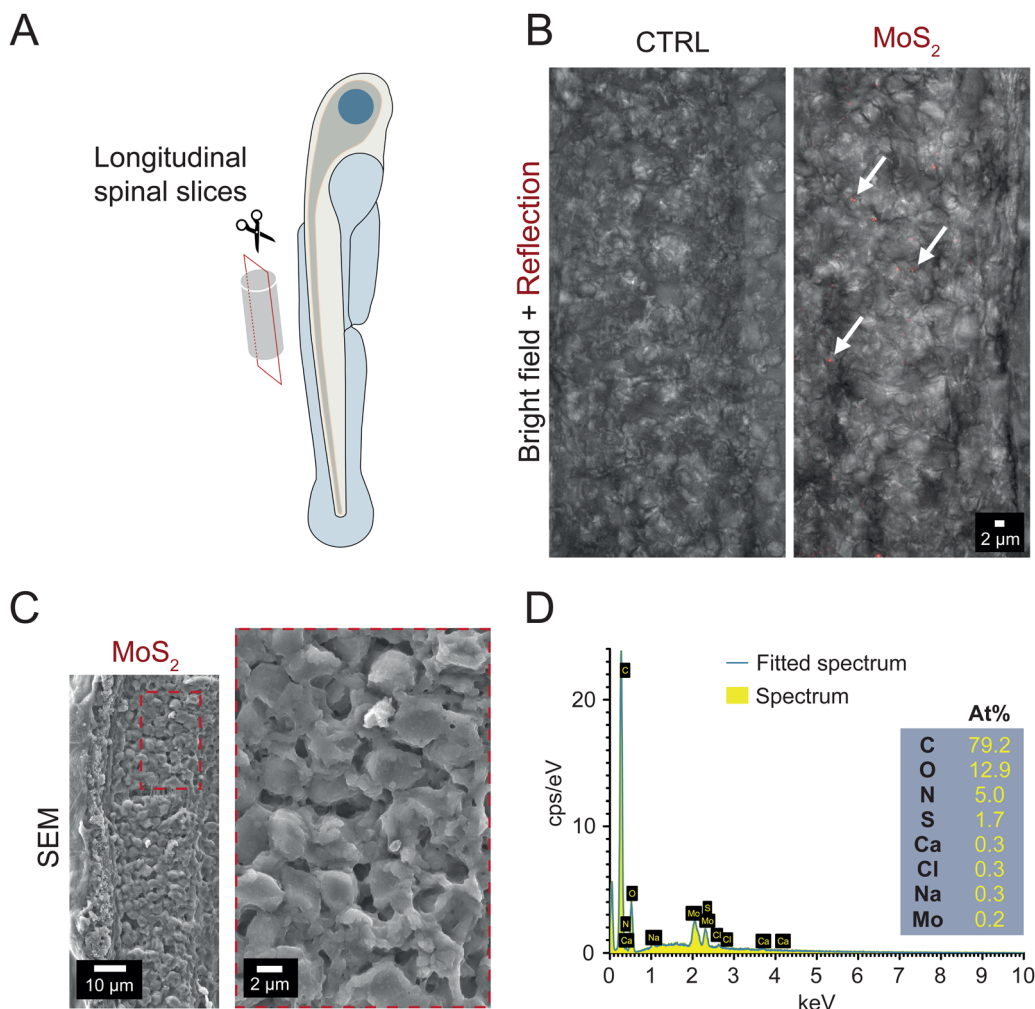 A
Longitudinal
spinal slices
B
CTRL
MoS₂
Bright field + Reflection
2 µm
C
MoS₂
SEM
10 µm
2 µm
D
cps/eV
20
10
0
C
O
N
Ca
Na
Mo
S
Mo
Cl
Cl
Ca
Ca
Fitted spectrum
Spectrum
At%
C 79.2
O 12.9
N 5.0
S 1.7
Ca 0.3
Cl 0.3
Na 0.3
Mo 0.2
0 1 2 3 4 5 6 7 8 9 10
keV